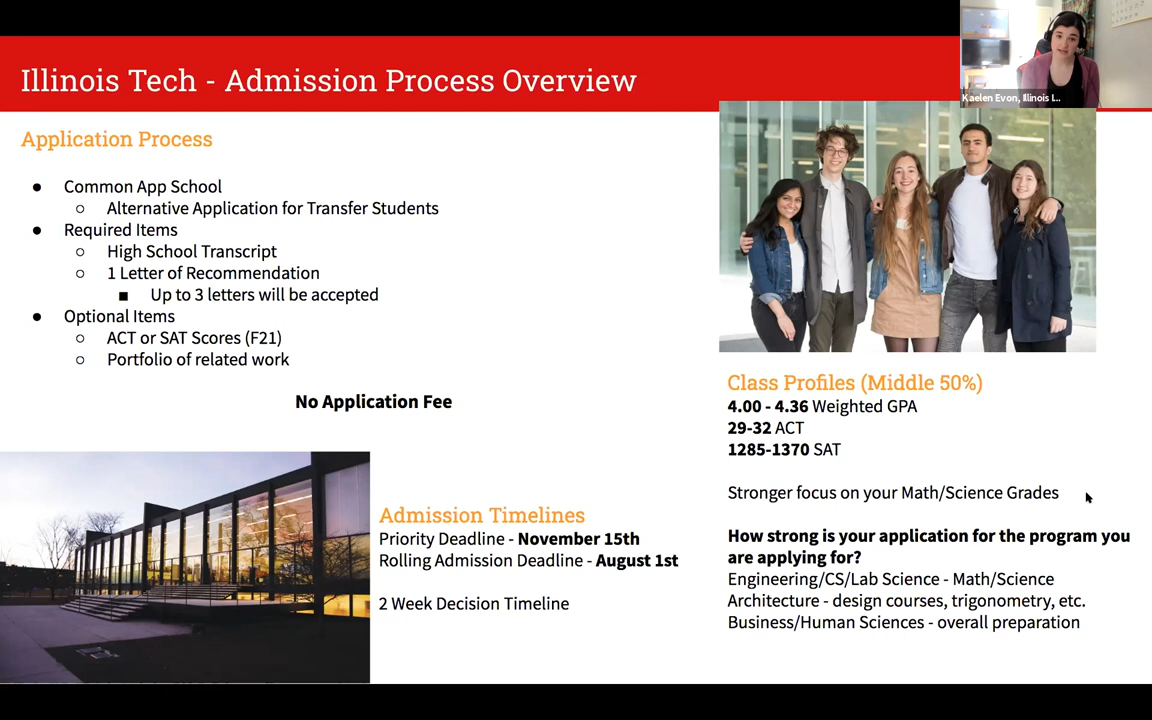 Illinois Tech - Admission Process Overview
Kaelen Evon, Illinois I...
Application Process
● Common App School
○ Alternative Application for Transfer Students
● Required Items
○ High School Transcript
○ 1 Letter of Recommendation
■ Up to 3 letters will be accepted
● Optional Items
○ ACT or SAT Scores (F21)
○ Portfolio of related work
No Application Fee
Admission Timelines
Priority Deadline - November 15th
Rolling Admission Deadline - August 1st
2 Week Decision Timeline
Class Profiles (Middle 50%)
4.00 - 4.36 Weighted GPA
29-32 ACT
1285-1370 SAT
Stronger focus on your Math/Science Grades
How strong is your application for the program you
are applying for?
Engineering/CS/Lab Science - Math/Science
Architecture - design courses, trigonometry, etc.
Business/Human Sciences - overall preparation